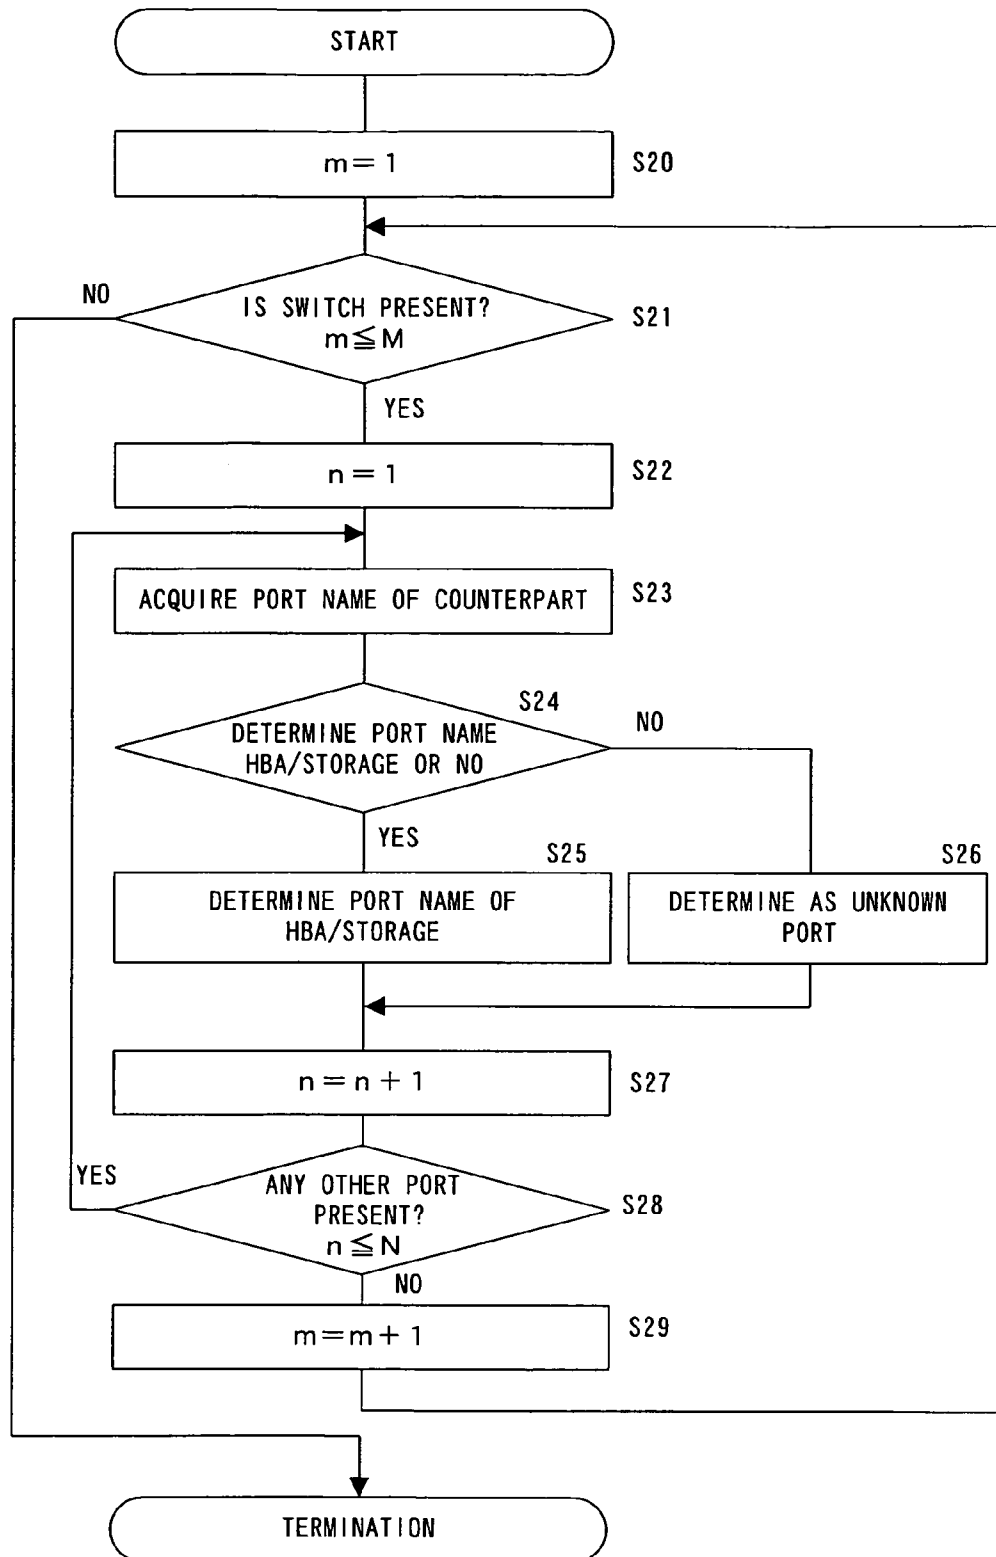 START
m=1
S20
NO
IS SWITCH PRESENT?
m≦M
S21
YES
n=1
S22
ACQUIRE PORT NAME OF COUNTERPART
S23
S24
DETERMINE PORT NAME
HBA/STORAGE OR NO
NO
YES
S25
DETERMINE PORT NAME OF
HBA/STORAGE
S26
DETERMINE AS UNKNOWN
PORT
n=n+1
S27
YES
ANY OTHER PORT
PRESENT?
n≦N
S28
NO
m=m+1
S29
TERMINATION